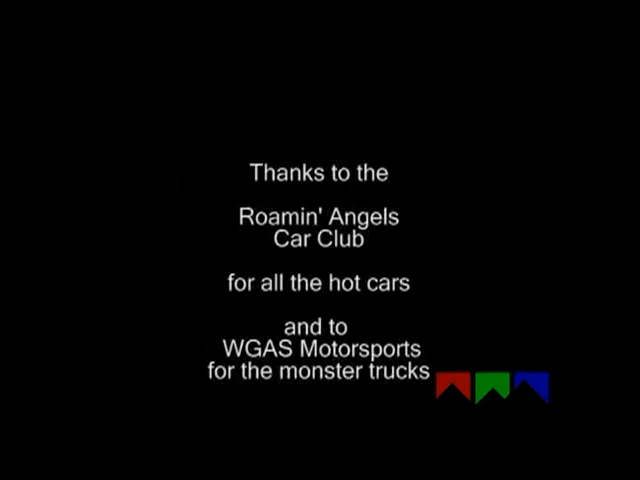 Thanks to the
Roamin' Angels
Car Club
for all the hot cars
and to
WGAS Motorsports
for the monster trucks